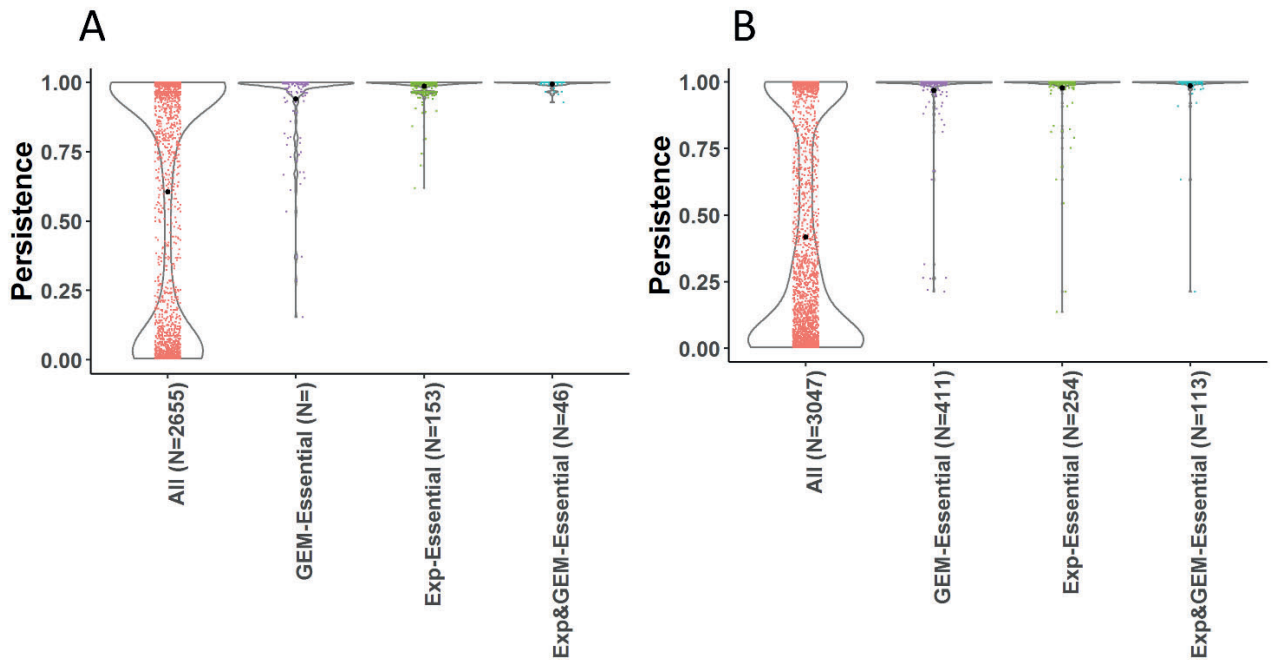 A
Persistence
1.00
0.75
0.50
0.25
0.00
All (N=2655)
GEM-Essential (N=)
Exp-Essential (N=153)
Exp&GEM-Essential (N=46)
B
Persistence
1.00
0.75
0.50
0.25
0.00
All (N=3047)
GEM-Essential (N=411)
Exp-Essential (N=254)
Exp&GEM-Essential (N=113)